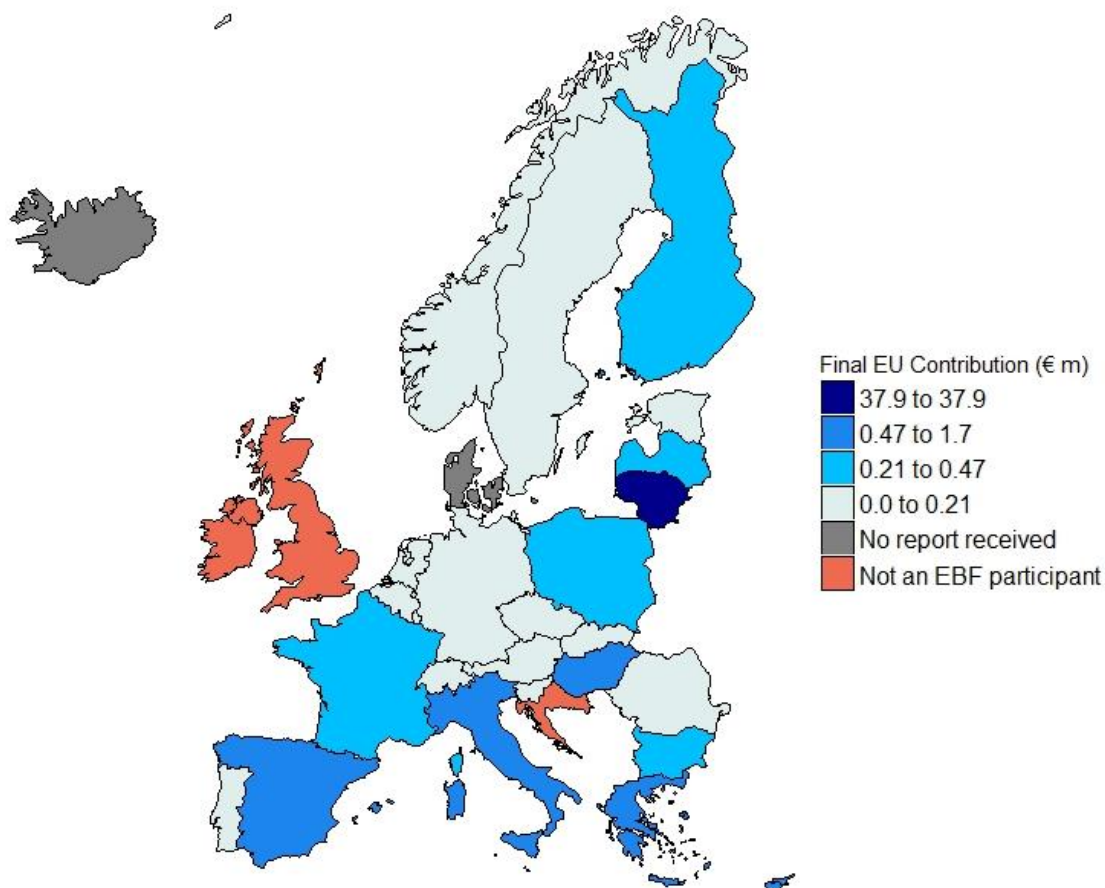 Final EU Contribution (€ m)
37.9 to 37.9
0.47 to 1.7
0.21 to 0.47
0.0 to 0.21
No report received
Not an EBF participant